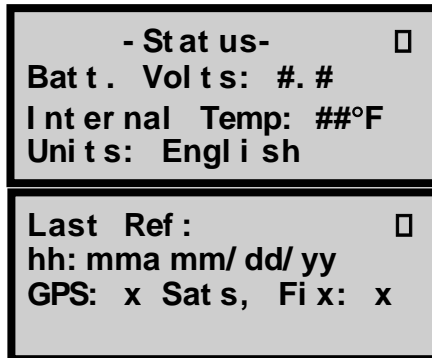 - Status-
Batt. Volts: #.#
Internal Temp: ##°F
Units: English
Last Ref:
hh:mma mm/dd/yy
GPS: x Sats, Fix: x